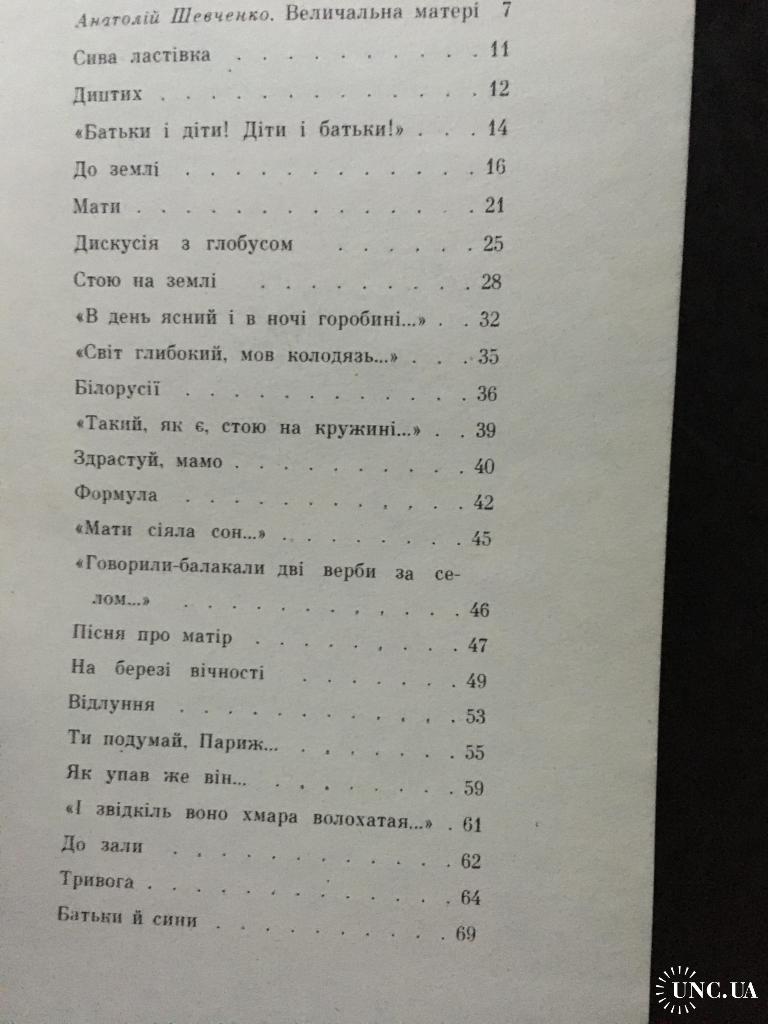 Анатолій Шевченко. Величальна матері 7
Сива ластівка . . . . . . . . . . 11
Диптих . . . . . . . . . . . . . 12
«Батьки і діти! Діти і батьки!» . . . 14
До землі . . . . . . . . . . . . 16
Мати . . . . . . . . . . . . . . 21
Дискусія з глобусом . . . . . . 25
Стою на землі . . . . . . . . . 28
«В день ясний і в ночі горобині...» . . 32
«Світ глибокий, мов колодязь...» . . . 35
Білорусії . . . . . . . . . . . . 36
«Такий, як є, стою на кружині...» . . 39
Здрастуй, мамо . . . . . . . . . 40
Формула . . . . . . . . . . . . 42
«Мати сіяла сон...» . . . . . . . 45
«Говорили-балакали дві верби за се-
лом...» . . . . . . . . . . . . 46
Пісня про матір . . . . . . . . . 47
На березі вічності . . . . . . . 49
Відлуння . . . . . . . . . . . . 53
Ти подумай, Париж... . . . . . . . 55
Як упав же він... . . . . . . . . 59
«І звідкіль воно хмара волохатая...» . 61
До зали . . . . . . . . . . . . 62
Тривога . . . . . . . . . . . . 64
Батьки й сини . . . . . . . . . . 69
UNC.UA